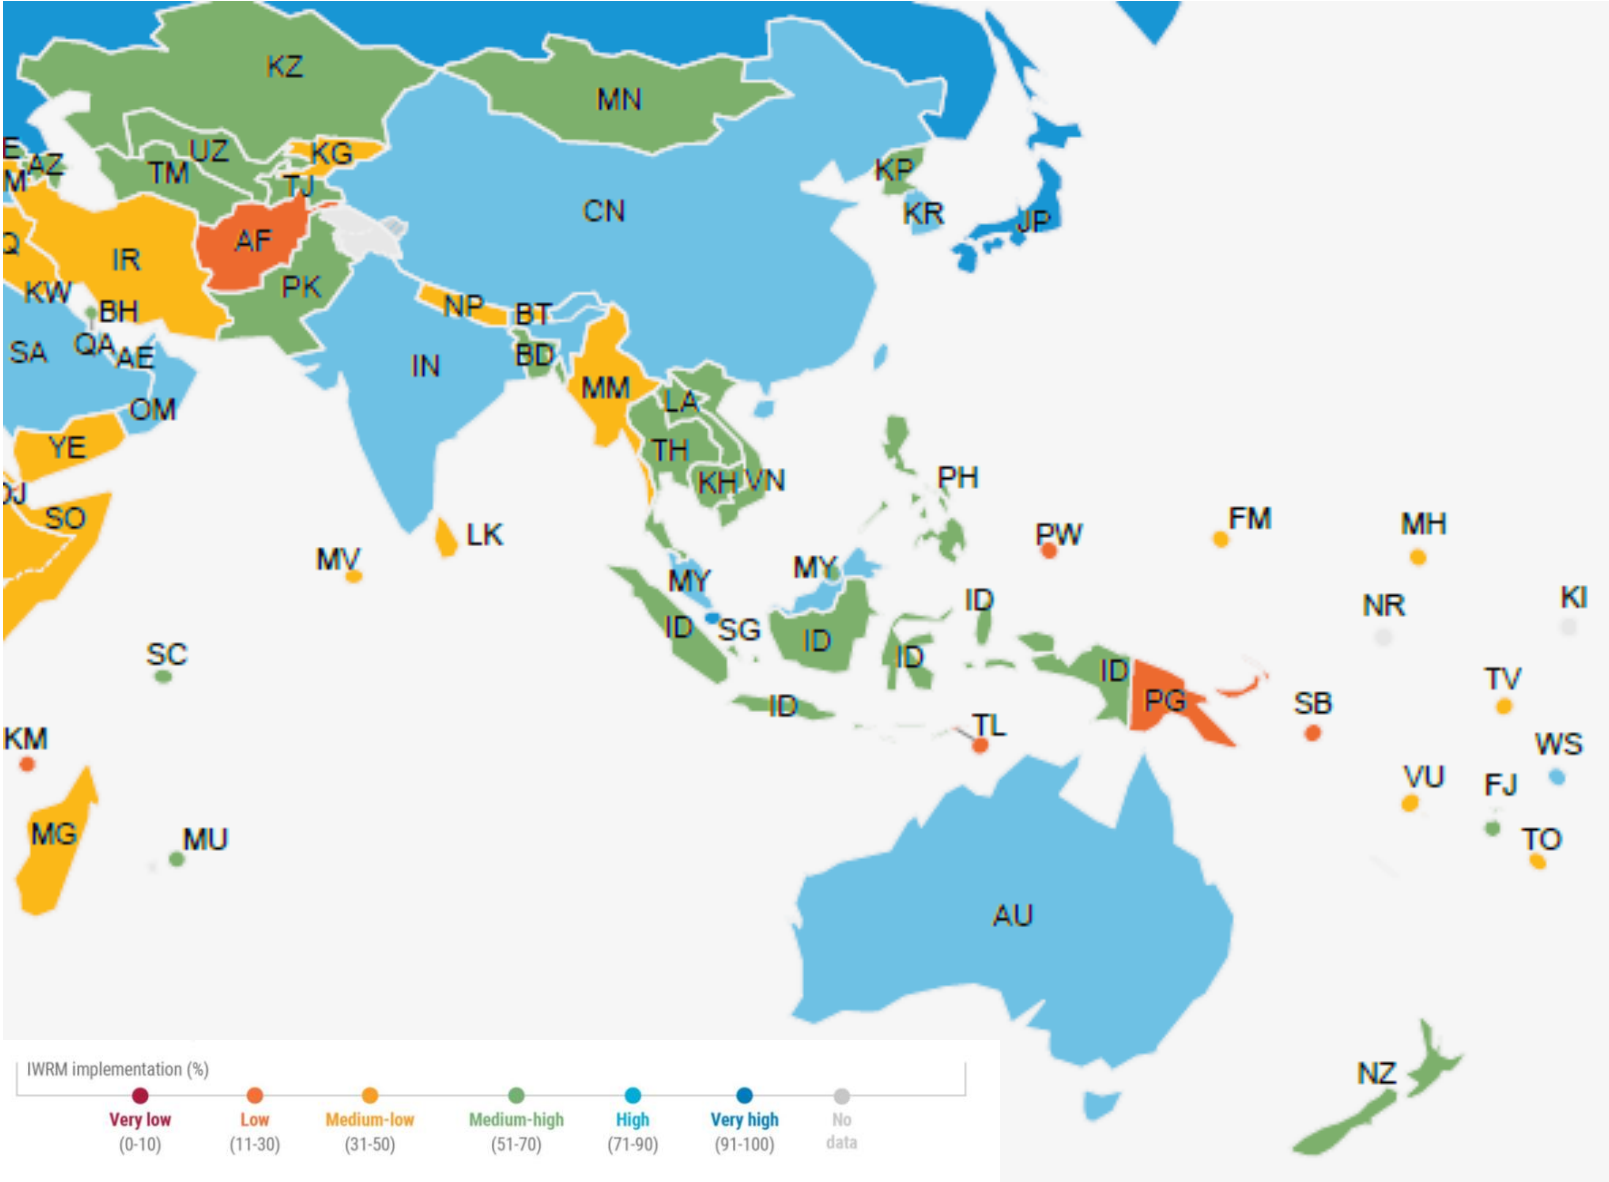 KZ
MN
E
AZ
UZ
KG
TM
M
TJ
KP
CN
KR
JP
Q
AF
IR
PK
KW
BH
NP
BT
QA
AE
SA
IN
BD
MM
LA
OM
YE
TH
KH
VN
PH
DJ
SO
LK
PW
FM
MH
MV
MY
MY
ID
NR
KI
ID
SG
ID
ID
SC
ID
PG
TV
ID
SB
TL
KM
WS
VU
FJ
MG
MU
TO
AU
NZ
IWRM implementation (%)
Very low
Low
Medium-low
Medium-high
High
Very high
No
data
(0-10)
(11-30)
(31-50)
(51-70)
(71-90)
(91-100)